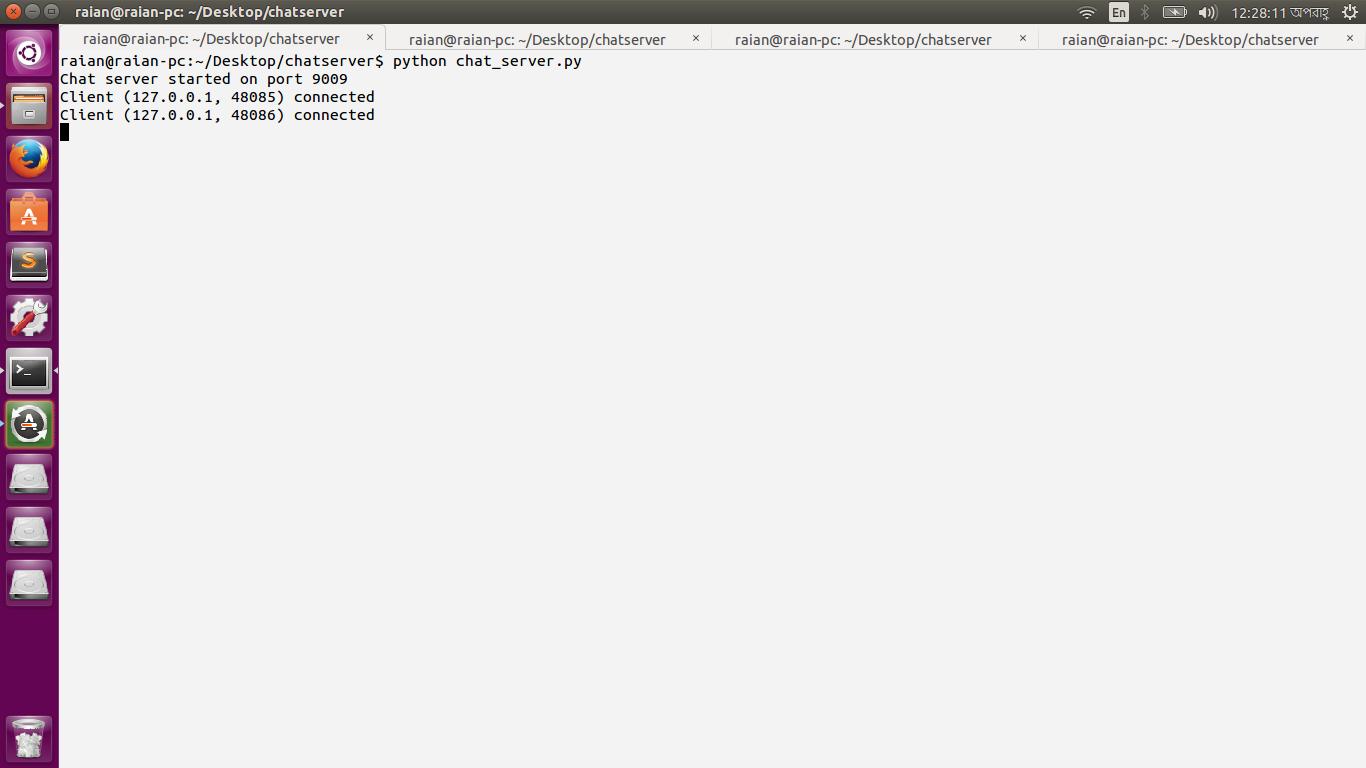 raian@raian-pc: ~/Desktop/chatserver
En
12:28:11 অপরাহ্ণ
raian@raian-pc: ~/Desktop/chatserver ×
raian@raian-pc: ~/Desktop/chatserver ×
raian@raian-pc: ~/Desktop/chatserver ×
raian@raian-pc: ~/Desktop/chatserver ×
raian@raian-pc:~/Desktop/chatserver$ python chat_server.py
Chat server started on port 9009
Client (127.0.0.1, 48085) connected
Client (127.0.0.1, 48086) connected